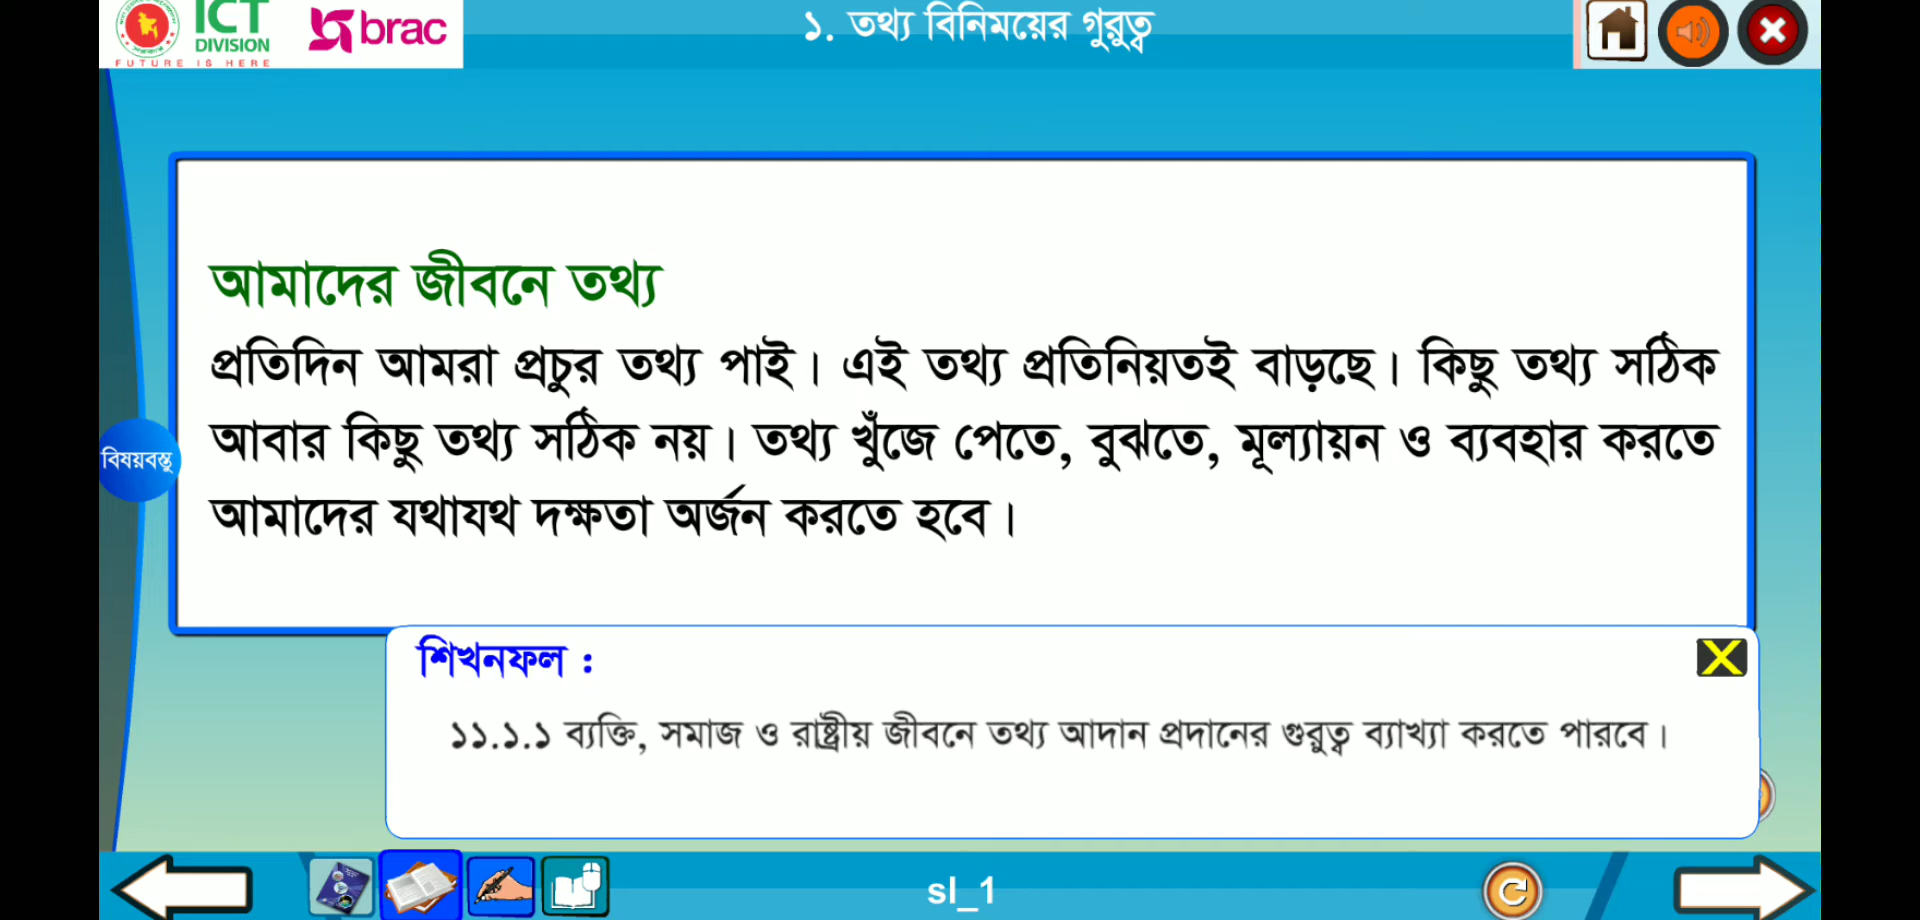 ICT
DIVISION
FUTURE IS HERE
brac
১. তথ্য বিনিময়ের গুরুত্ব
আমাদের জীবনে তথ্য
প্রতিদিন আমরা প্রচুর তথ্য পাই। এই তথ্য প্রতিনিয়তই বাড়ছে। কিছু তথ্য সঠিক
আবার কিছু তথ্য সঠিক নয়। তথ্য খুঁজে পেতে, বুঝতে, মূল্যায়ন ও ব্যবহার করতে
আমাদের যথাযথ দক্ষতা অর্জন করতে হবে।
বিষয়বস্তু
শিখনফল :
১১.১.১ ব্যক্তি, সমাজ ও রাষ্ট্রীয় জীবনে তথ্য আদান প্রদানের গুরুত্ব ব্যাখ্যা করতে পারবে।
sl_1